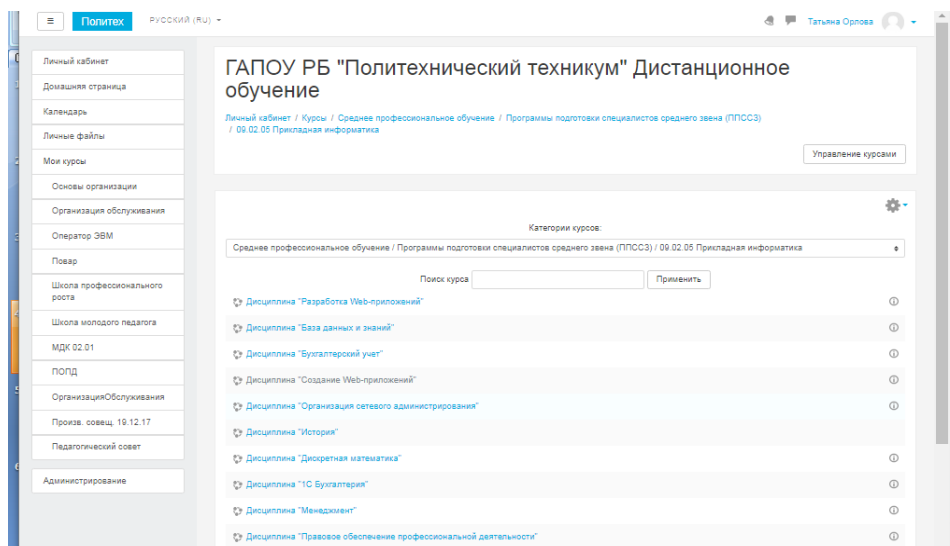 Политех РУССКИЙ (RU) Татьяна Орлова
Личный кабинет
Домашняя страница
Календарь
Личные файлы
Мои курсы
Основы организации
Организация обслуживания
Оператор ЭВМ
Повар
Школа профессионального
роста
Школа молодого педагога
МДК 02.01
ПОПД
ОрганизацияОбслуживания
Произв. совещ. 19.12.17
Педагогический совет
Администрирование
ГАПОУ РБ "Политехнический техникум" Дистанционное
обучение
Личный кабинет / Курсы / Среднее профессиональное обучение / Программы подготовки специалистов среднего звена (ППССЗ)
/ 09.02.05 Прикладная информатика
Управление курсами
Категории курсов:
Среднее профессиональное обучение / Программы подготовки специалистов среднего звена (ППССЗ) / 09.02.05 Прикладная информатика
Поиск курса Применить
Дисциплина "Разработка Web-приложений"
Дисциплина "База данных и знаний"
Дисциплина "Бухгалтерский учет"
Дисциплина "Создание Web-приложений"
Дисциплина "Организация сетевого администрирования"
Дисциплина "История"
Дисциплина "Дискретная математика"
Дисциплина "1С Бухгалтерия"
Дисциплина "Менеджмент"
Дисциплина "Правовое обеспечение профессиональной деятельности"